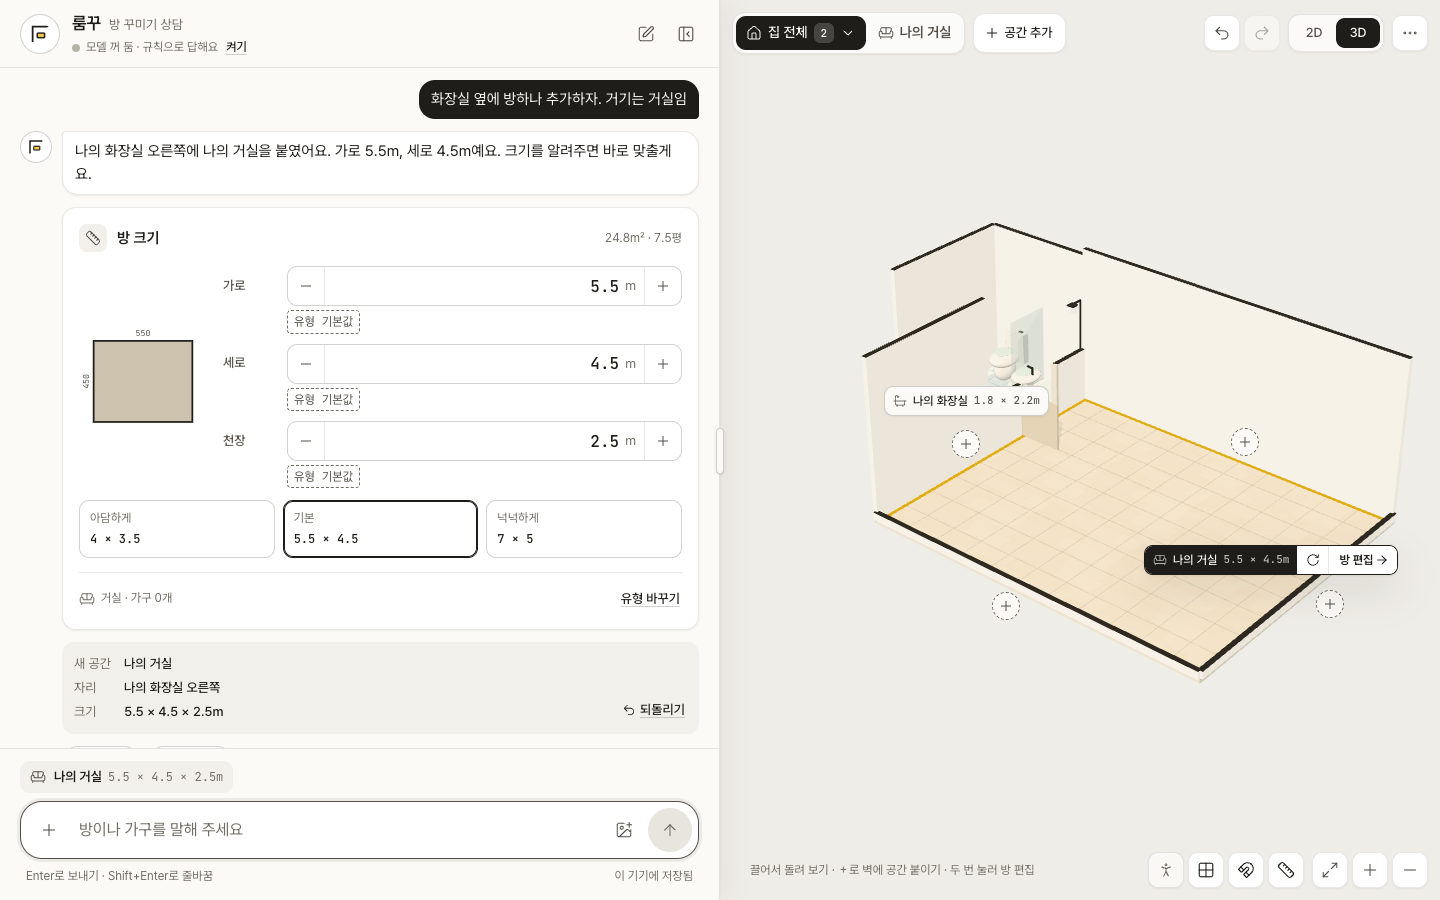 룸꾸 방 꾸미기 상담
모델 꺼 둠 · 규칙으로 답해요 켜기
집 전체 2
나의 거실
공간 추가
2D
3D
화장실 옆에 방하나 추가하자. 거기는 거실임
나의 화장실 오른쪽에 나의 거실을 붙였어요. 가로 5.5m, 세로 4.5m예요. 크기를 알려주면 바로 맞출게
요.
방 크기
24.8m² · 7.5평
550
450
가로
5.5 m
유형 기본값
세로
4.5 m
유형 기본값
천장
2.5 m
유형 기본값
아담하게
4 × 3.5
기본
5.5 × 4.5
넉넉하게
7 × 5
거실 · 가구 0개
유형 바꾸기
새 공간 나의 거실
자리 나의 화장실 오른쪽
크기 5.5 × 4.5 × 2.5m
되돌리기
나의 거실 5.5 × 4.5 × 2.5m
방이나 가구를 말해 주세요
Enter로 보내기 · Shift+Enter로 줄바꿈
이 기기에 저장됨
나의 화장실 1.8 × 2.2m
나의 거실 5.5 × 4.5m
방 편집
끌어서 돌려 보기 · +로 벽에 공간 붙이기 · 두 번 눌러 방 편집